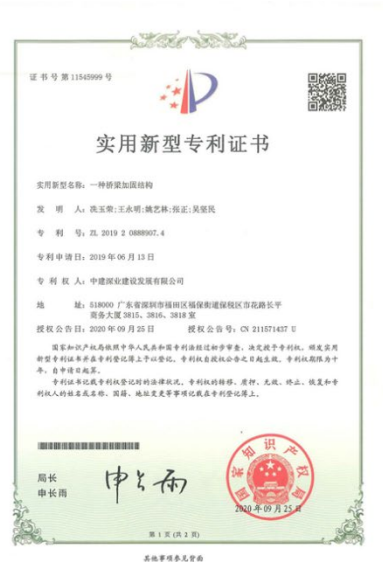 证书号第11545999号
实用新型专利证书
实用新型名称：一种桥梁加固结构
发明人：冼玉荣;王永明;姚艺林;张正;吴坚民
专利号：ZL 2019 2 0888907.4
专利申请日：2019年06月13日
专利权人：中建深业建设发展有限公司
地址：518000 广东省深圳市福田区福保街道保税区市花路长平
商务大厦3815、3816、3818室
授权公告日：2020年09月25日 授权公告号：CN 211571437 U
国家知识产权局依照中华人民共和国专利法经过初步审查，决定授予专利权，颁发实用
新型专利证书并在专利登记簿上予以登记。专利权自授权公告之日起生效。专利权期限为十
年，自申请日起算。
专利证书记载专利权登记时的法律状况。专利权的转移、质押、无效、终止、恢复和专
利权人的姓名或名称、国籍、地址变更等事项记载在专利登记簿上。
局长
申长雨
申长雨
国家知识产权局
2020年09月25日
第1页(共2页)
其他事项参见背面